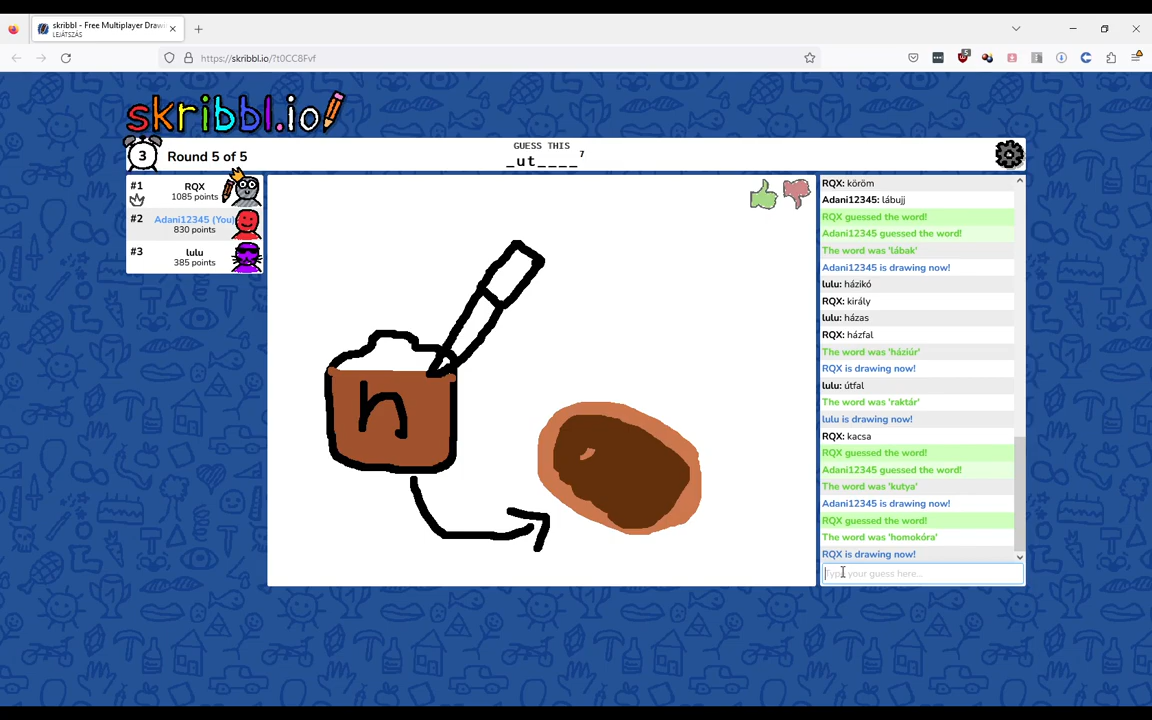 skribbl - Free Multiplayer Drawi
LEJÁTSZÁS
https://skribbl.io/?t0CC8Fvf
5
skribbl.io
3
Round 5 of 5
GUESS THIS
_ut____ 7
#1
RQX
1085 points
#2
Adani12345 (You)
830 points
#3
lulu
385 points
n
RQX: köröm
Adani12345: lábujj
RQX guessed the word!
Adani12345 guessed the word!
The word was 'lábak'
Adani12345 is drawing now!
lulu: házikó
RQX: király
lulu: házas
RQX: házfal
The word was 'háziúr'
RQX is drawing now!
lulu: útfal
The word was 'raktár'
lulu is drawing now!
RQX: kacsa
RQX guessed the word!
Adani12345 guessed the word!
The word was 'kutya'
Adani12345 is drawing now!
RQX guessed the word!
The word was 'homokóra'
RQX is drawing now!
Type your guess here...